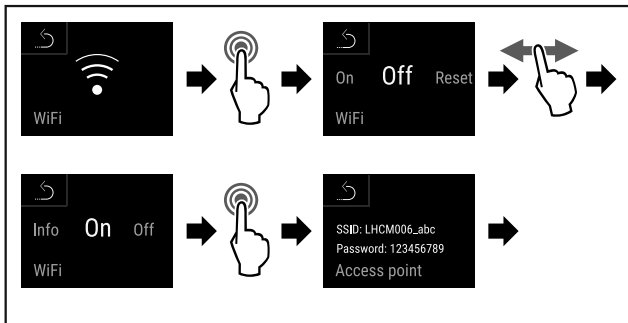 WiFi
On Off Reset
WiFi
Info On Off
WiFi
SSID: LHCM006_abc
Password: 123456789
Access point